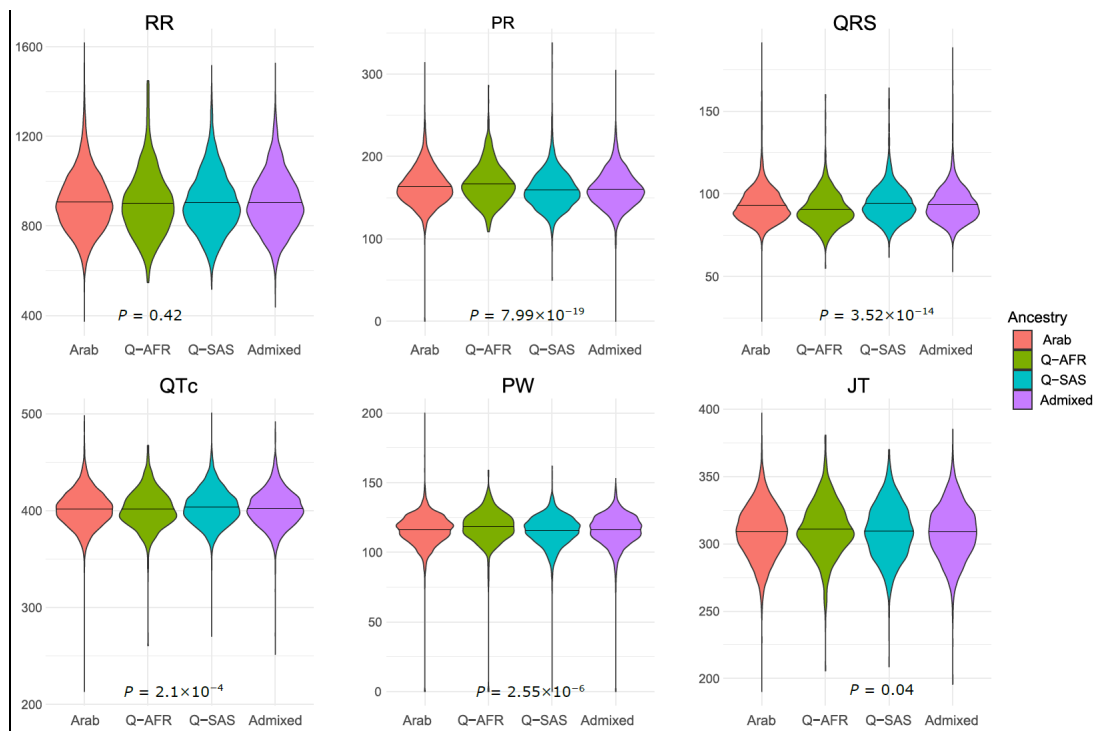 RR
PR
QRS
1600
1200
800
400
300
200
100
0
150
100
50
P = 0.42
P = 7.99×10⁻¹⁹
P = 3.52×10⁻¹⁴
Arab Q−AFR Q−SAS Admixed
Arab Q−AFR Q−SAS Admixed
Arab Q−AFR Q−SAS Admixed
Ancestry
Arab
Q−AFR
Q−SAS
Admixed
QTc
PW
JT
500
400
300
200
200
150
100
50
0
400
350
300
250
200
P = 2.1×10⁻⁴
P = 2.55×10⁻⁶
P = 0.04
Arab Q−AFR Q−SAS Admixed
Arab Q−AFR Q−SAS Admixed
Arab Q−AFR Q−SAS Admixed